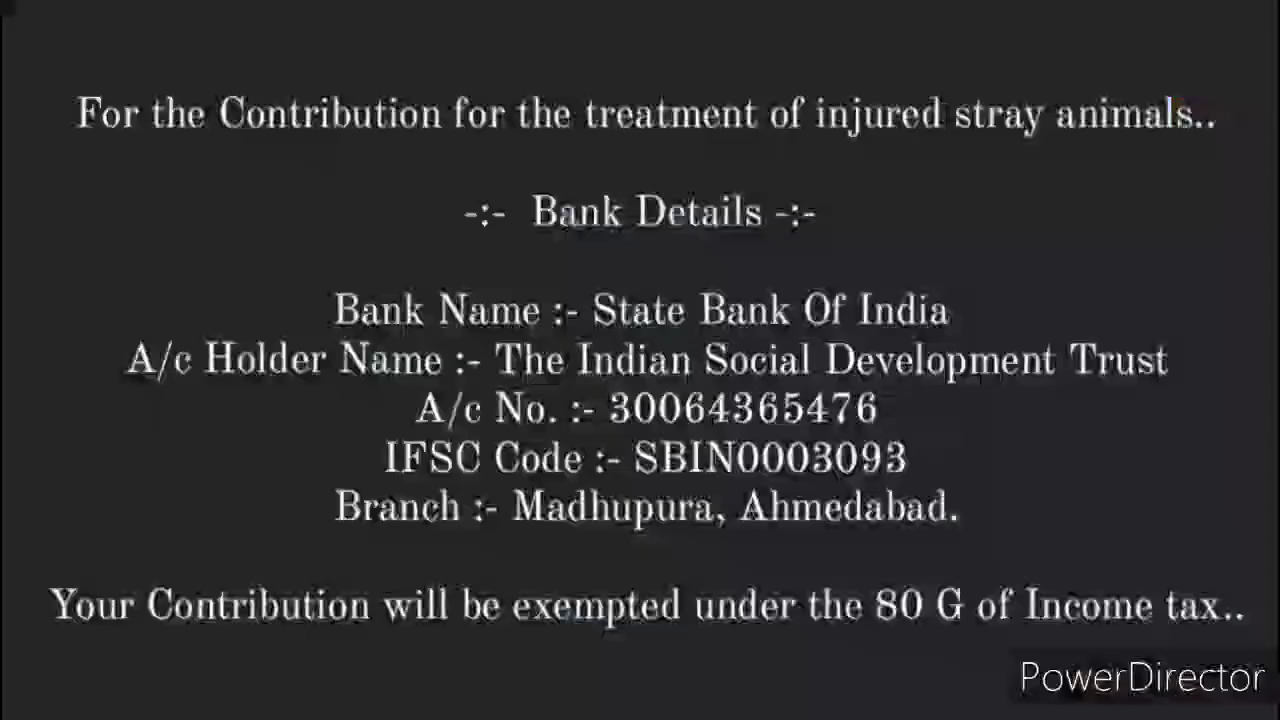 For the Contribution for the treatment of injured stray animals..
-:- Bank Details -:-
Bank Name :- State Bank Of India
A/c Holder Name :- The Indian Social Development Trust
A/c No. :- 30064365476
IFSC Code :- SBIN0003093
Branch :- Madhupura, Ahmedabad.
Your Contribution will be exempted under the 80 G of Income tax..
PowerDirector